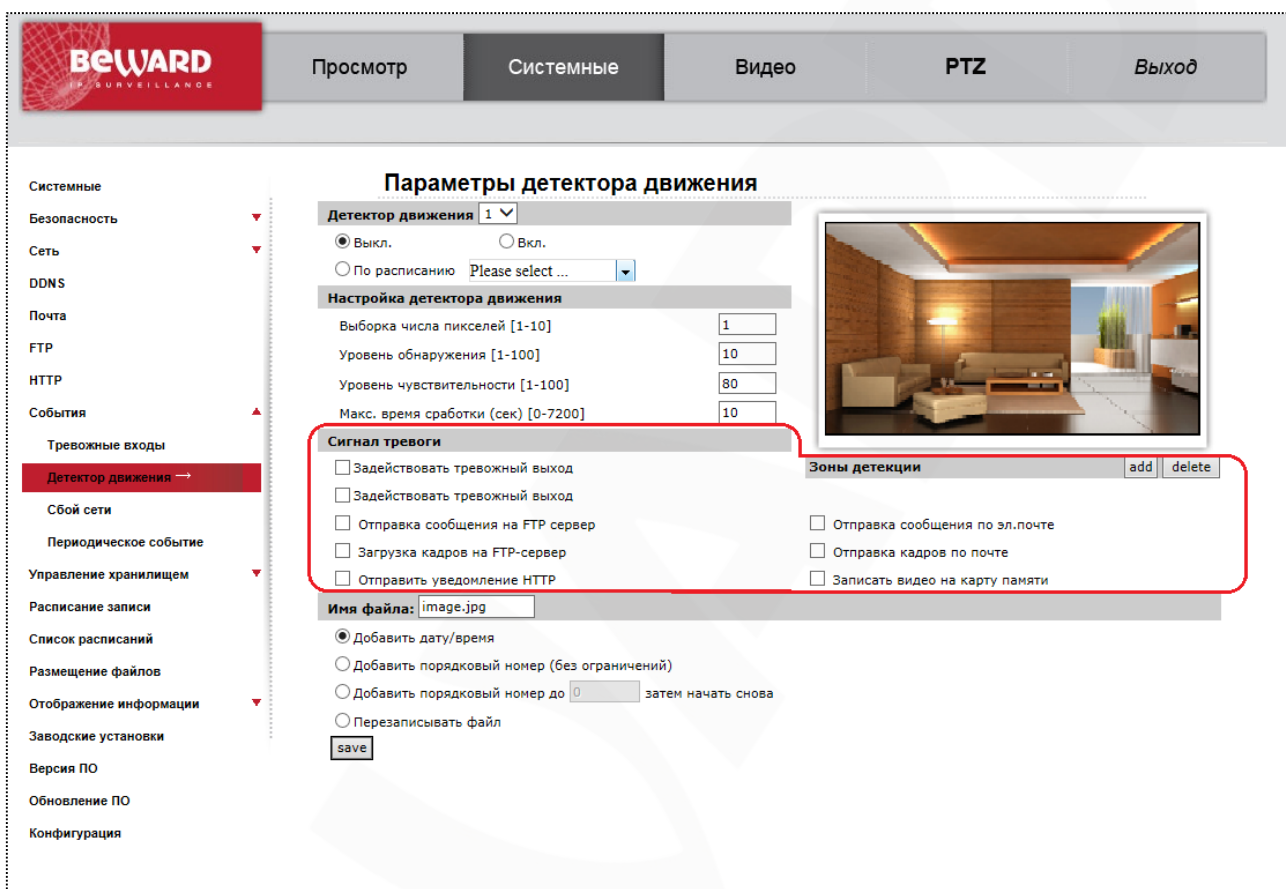 BEWARD
IP SURVEILLANCE
Просмотр
Системные
Видео
PTZ
Выход
Системные
Безопасность
Сеть
DDNS
Почта
FTP
HTTP
События
Тревожные входы
Детектор движения →
Сбой сети
Периодическое событие
Управление хранилищем
Расписание записи
Список расписаний
Размещение файлов
Отображение информации
Заводские установки
Версия ПО
Обновление ПО
Конфигурация
Параметры детектора движения
Детектор движения 1
Выкл. Вкл.
По расписанию Please select ...
Настройка детектора движения
Выборка числа пикселей [1-10] 1
Уровень обнаружения [1-100] 10
Уровень чувствительности [1-100] 80
Макс. время сработки (сек) [0-7200] 10
Сигнал тревоги
Задействовать тревожный выход
Зоны детекции add delete
Задействовать тревожный выход
Отправка сообщения на FTP сервер Отправка сообщения по эл.почте
Загрузка кадров на FTP-сервер Отправка кадров по почте
Отправить уведомление HTTP Записать видео на карту памяти
Имя файла: image.jpg
Добавить дату/время
Добавить порядковый номер (без ограничений)
Добавить порядковый номер до 0 затем начать снова
Перезаписывать файл
save